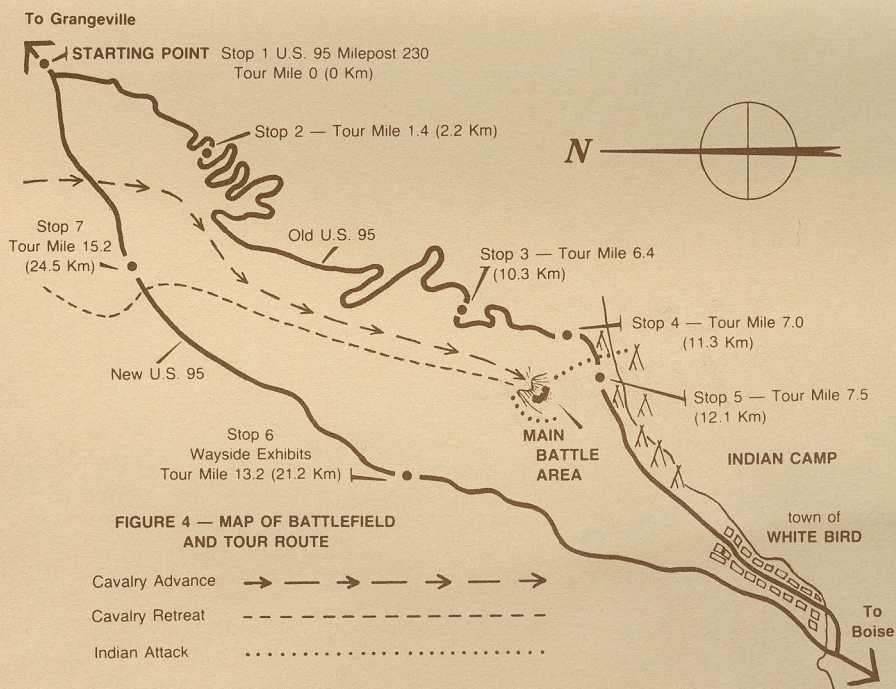 To Grangeville
STARTING POINT Stop 1 U.S. 95 Milepost 230
Tour Mile 0 (0 Km)
Stop 2 — Tour Mile 1.4 (2.2 Km)
N
Stop 7
Tour Mile 15.2
(24.5 Km)
Old U.S. 95
Stop 3 — Tour Mile 6.4
(10.3 Km)
Stop 4 — Tour Mile 7.0
(11.3 Km)
New U.S. 95
Stop 5 — Tour Mile 7.5
(12.1 Km)
Stop 6
Wayside Exhibits
Tour Mile 13.2 (21.2 Km)
MAIN
BATTLE
AREA
INDIAN CAMP
town of
WHITE BIRD
FIGURE 4 — MAP OF BATTLEFIELD
AND TOUR ROUTE
Cavalry Advance
Cavalry Retreat
Indian Attack
To
Boise